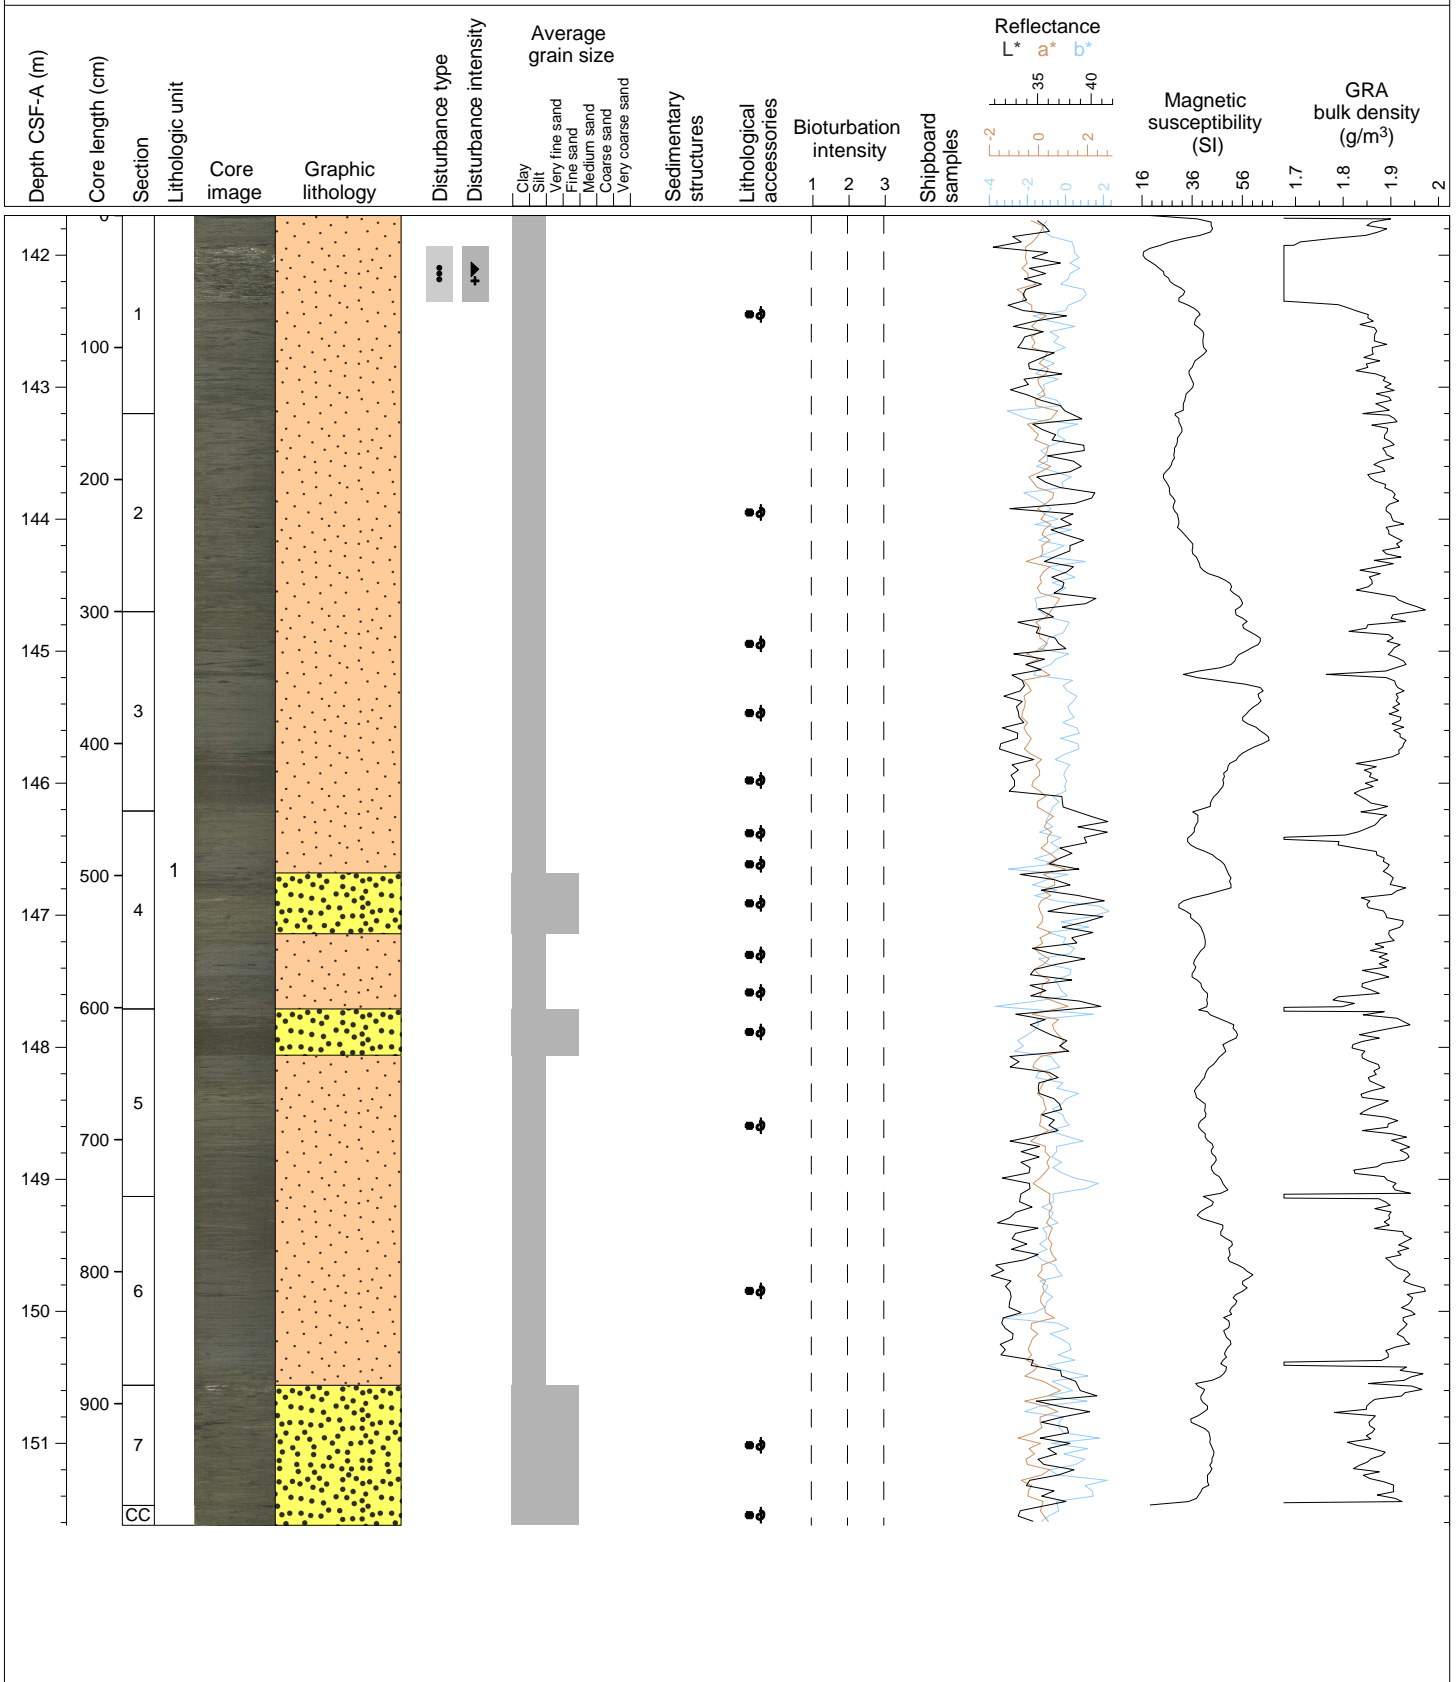 Depth CSF-A (m)
Core length (cm)
Section
Lithologic unit
Core
image
Graphic
lithology
Disturbance type
Disturbance intensity
Average
grain size
Clay
Silt
Very fine sand
Fine sand
Medium sand
Coarse sand
Very coarse sand
Sedimentary
structures
Lithological
accessories
Bioturbation
intensity
1 2 3
Shipboard
samples
Reflectance
L* a* b*
35 40
-2 0 2
-4 -2 0 2
Magnetic
susceptibility
(SI)
16 36 56
GRA
bulk density
(g/m³)
1.7 1.8 1.9 2
142
143
144
145
146
147
148
149
150
151
0
100
200
300
400
500
600
700
800
900
1
2
3
4
5
6
7
CC
1